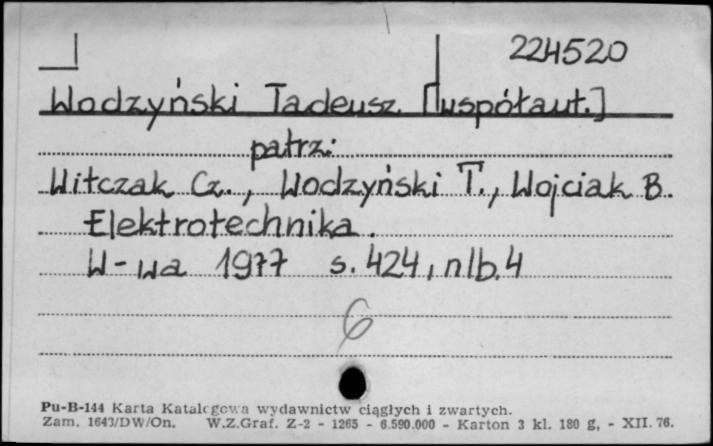 224520
Wodzyński Tadeusz [współaut.]
patrz:
Witczak Cz., Wodzyński T., Wojciak B.
Elektrotechnika.
W-wa 1977 s. 424, nlb. 4
6
Pu-B-144 Karta Katalogowa wydawnictw ciągłych i zwartych.
Zam. 1643/DW/On. W.Z.Graf. Z-2 - 1265 - 6.590.000 - Karton 3 kl. 180 g, - XII. 76.